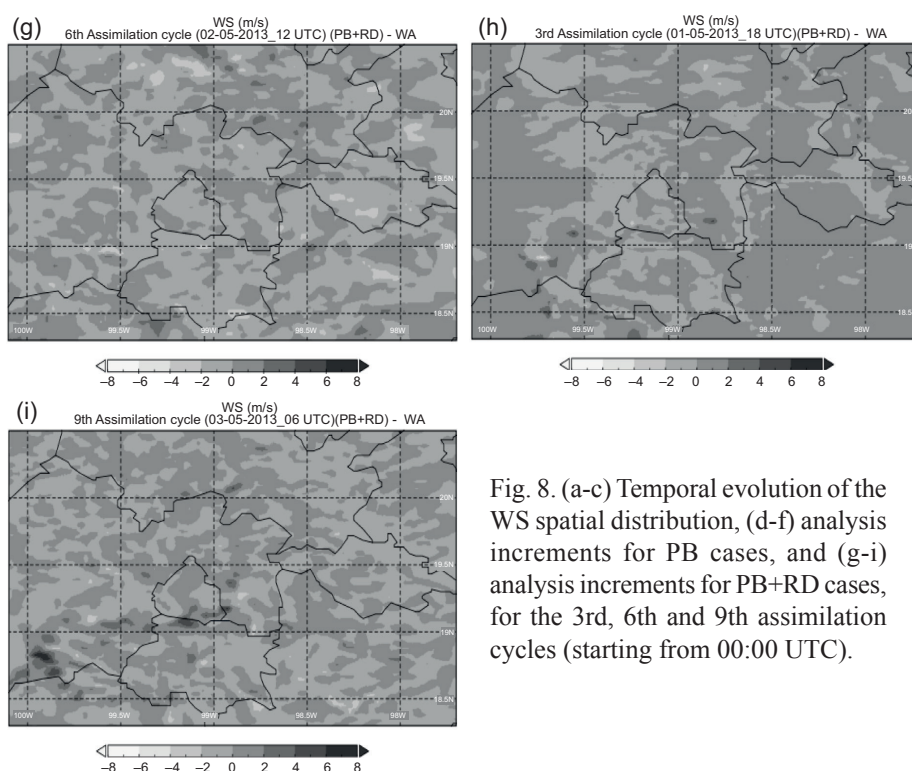 (g)
WS (m/s)
6th Assimilation cycle (02-05-2013_12 UTC) (PB+RD) - WA
20N
19.5N
19N
18.5N
100W 99.5W 99W 98.5W 98W
–8 –6 –4 –2 0 2 4 6 8
(h)
WS (m/s)
3rd Assimilation cycle (01-05-2013_18 UTC)(PB+RD) - WA
20N
19.5N
19N
18.5N
100W 99.5W 99W 98.5W 98W
–8 –6 –4 –2 0 2 4 6 8
(i)
WS (m/s)
9th Assimilation cycle (03-05-2013_06 UTC)(PB+RD) - WA
20N
19.5N
19N
18.5N
100W 99.5W 99W 98.5W 98W
–8 –6 –4 –2 0 2 4 6 8
Fig. 8. (a-c) Temporal evolution of the
WS spatial distribution, (d-f) analysis
increments for PB cases, and (g-i)
analysis increments for PB+RD cases,
for the 3rd, 6th and 9th assimilation
cycles (starting from 00:00 UTC).